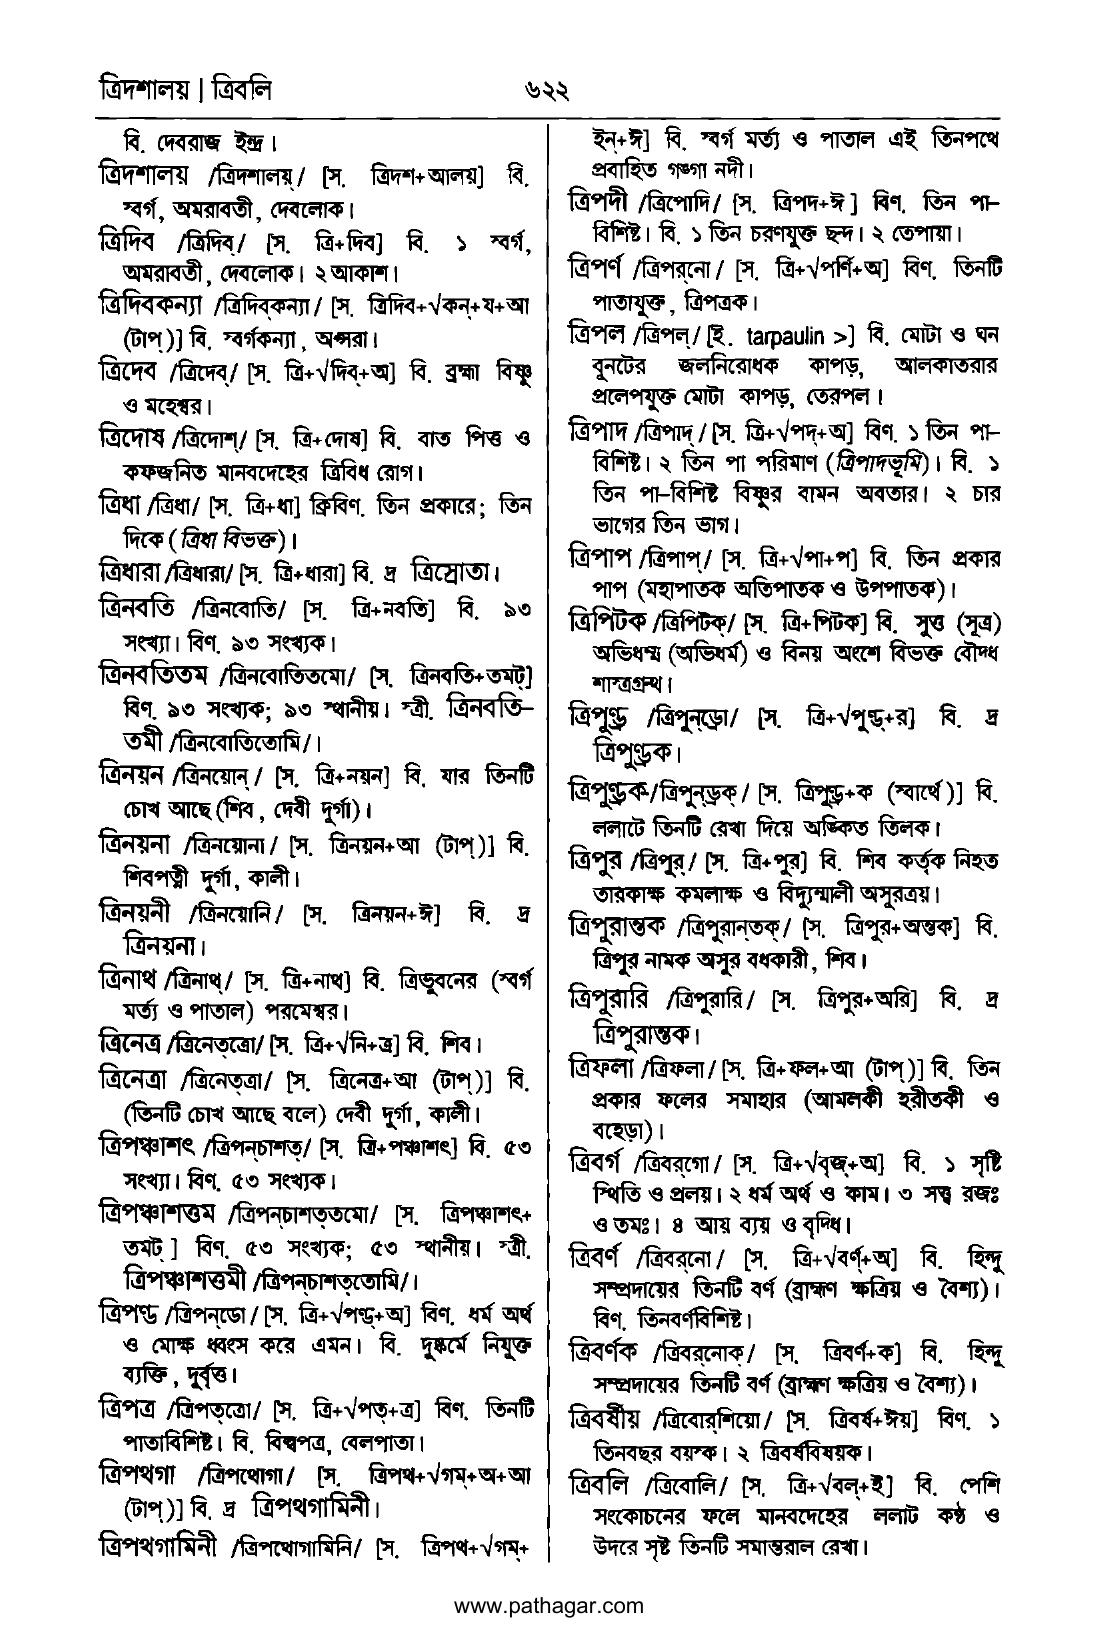 ত্রিদশালয় | ত্রিবলি
৬২২
বি. দেবরাজ ইন্দ্র।
ত্রিদশালয় /ত্রিদশালয়্/ [স. ত্রিদশ+আলয়] বি.
স্বর্গ, অমরাবতী, দেবলোক।
ত্রিদিব /ত্রিদিব্/ [স. ত্রি+দিব] বি. ১ স্বর্গ,
অমরাবতী, দেবলোক। ২ আকাশ।
ত্রিদিবকন্যা /ত্রিদিব্কন্যা/ [স. ত্রিদিব+√কন্+য+আ
(টাপ্)] বি. স্বর্গকন্যা, অপ্সরা।
ত্রিদেব /ত্রিদেব্/ [স. ত্রি+√দিব্+অ] বি. ব্রহ্মা বিষ্ণু
ও মহেশ্বর।
ত্রিদোষ /ত্রিদোশ্/ [স. ত্রি+দোষ] বি. বাত পিত্ত ও
কফজনিত মানবদেহের ত্রিবিধ রোগ।
ত্রিধা /ত্রিধা/ [স. ত্রি+ধা] ক্রিবিণ. তিন প্রকারে; তিন
দিকে (ত্রিধা বিভক্ত)।
ত্রিধারা /ত্রিধারা/ [স. ত্রি+ধারা] বি. দ্র ত্রিস্রোতা।
ত্রিনবতি /ত্রিনবোতি/ [স. ত্রি+নবতি] বি. ৯৩
সংখ্যা। বিণ. ৯৩ সংখ্যক।
ত্রিনবতিতম /ত্রিনবোতিতমো/ [স. ত্রিনবতি+তমট্]
বিণ. ৯৩ সংখ্যক; ৯৩ স্থানীয়। স্ত্রী. ত্রিনবতি-
তমী /ত্রিনবোতিতোমি/।
ত্রিনয়ন /ত্রিনয়োন্/ [স. ত্রি+নয়ন] বি. যার তিনটি
চোখ আছে (শিব, দেবী দুর্গা)।
ত্রিনয়না /ত্রিনয়োনা/ [স. ত্রিনয়ন+আ (টাপ্)] বি.
শিবপত্নী দুর্গা, কালী।
ত্রিনয়নী /ত্রিনয়োনি/ [স. ত্রিনয়ন+ঈ] বি. দ্র
ত্রিনয়না।
ত্রিনাথ /ত্রিনাথ্/ [স. ত্রি+নাথ] বি. ত্রিভুবনের (স্বর্গ
মর্ত্য ও পাতাল) পরমেশ্বর।
ত্রিনেত্র /ত্রিনেত্ত্রো/ [স. ত্রি+√নি+ত্র] বি. শিব।
ত্রিনেত্রা /ত্রিনেত্ত্রা/ [স. ত্রিনেত্র+আ (টাপ্)] বি.
(তিনটি চোখ আছে বলে) দেবী দুর্গা, কালী।
ত্রিপঞ্চাশৎ /ত্রিপন্চাশত্/ [স. ত্রি+পঞ্চাশৎ] বি. ৫৩
সংখ্যা। বিণ. ৫৩ সংখ্যক।
ত্রিপঞ্চাশত্তম /ত্রিপন্চাশত্তমো/ [স. ত্রিপঞ্চাশৎ+
তমট্] বিণ. ৫৩ সংখ্যক; ৫৩ স্থানীয়। স্ত্রী.
ত্রিপঞ্চাশত্তমী /ত্রিপন্চাশত্তোমি/।
ত্রিপণ্ড /ত্রিপন্ডো/ [স. ত্রি+√পণ্ড্+অ] বিণ. ধর্ম অর্থ
ও মোক্ষ ধ্বংস করে এমন। বি. দুষ্কর্মে নিযুক্ত
ব্যক্তি, দুর্বৃত্ত।
ত্রিপত্র /ত্রিপত্ত্রো/ [স. ত্রি+√পত্+ত্র] বিণ. তিনটি
পাতাবিশিষ্ট। বি. বিল্বপত্র, বেলপাতা।
ত্রিপথগা /ত্রিপথোগা/ [স. ত্রিপথ+√গম্+অ+আ
(টাপ্)] বি. দ্র ত্রিপথগামিনী।
ত্রিপথগামিনী /ত্রিপথোগামিনি/ [স. ত্রিপথ+√গম্+
ইন্+ঈ] বি. স্বর্গ মর্ত্য ও পাতাল এই তিনপথে
প্রবাহিত গঙ্গা নদী।
ত্রিপদী /ত্রিপোদি/ [স. ত্রিপদ+ঈ] বিণ. তিন পা-
বিশিষ্ট। বি. ১ তিন চরণযুক্ত ছন্দ। ২ তেপায়া।
ত্রিপর্ণ /ত্রিপর্নো/ [স. ত্রি+√পর্ণি+অ] বিণ. তিনটি
পাতাযুক্ত, ত্রিপত্রক।
ত্রিপল /ত্রিপল্/ [ই. tarpaulin >] বি. মোটা ও ঘন
বুনটের জলনিরোধক কাপড়, আলকাতরার
প্রলেপযুক্ত মোটা কাপড়, তেরপল।
ত্রিপাদ /ত্রিপাদ্/ [স. ত্রি+√পদ্+অ] বিণ. ১ তিন পা-
বিশিষ্ট। ২ তিন পা পরিমাণ (ত্রিপাদভূমি)। বি. ১
তিন পা-বিশিষ্ট বিষ্ণুর বামন অবতার। ২ চার
ভাগের তিন ভাগ।
ত্রিপাপ /ত্রিপাপ্/ [স. ত্রি+√পা+প] বি. তিন প্রকার
পাপ (মহাপাতক অতিপাতক ও উপপাতক)।
ত্রিপিটক /ত্রিপিটক্/ [স. ত্রি+পিটক] বি. সুত্ত (সূত্র)
অভিধম্ম (অভিধর্ম) ও বিনয় অংশে বিভক্ত বৌদ্ধ
শাস্ত্রগ্রন্থ।
ত্রিপুণ্ড্র /ত্রিপুন্ড্রো/ [স. ত্রি+√পুণ্ড্+র] বি. দ্র
ত্রিপুণ্ড্রক।
ত্রিপুণ্ড্রক/ত্রিপুন্ড্রক্/ [স. ত্রিপুণ্ড্র+ক (স্বার্থে)] বি.
ললাটে তিনটি রেখা দিয়ে অঙ্কিত তিলক।
ত্রিপুর /ত্রিপুর্/ [স. ত্রি+পুর] বি. শিব কর্তৃক নিহত
তারকাক্ষ কমলাক্ষ ও বিদ্যুন্মালী অসুরত্রয়।
ত্রিপুরান্তক /ত্রিপুরান্তক্/ [স. ত্রিপুর+অন্তক] বি.
ত্রিপুর নামক অসুর বধকারী, শিব।
ত্রিপুরারি /ত্রিপুরারি/ [স. ত্রিপুর+অরি] বি. দ্র
ত্রিপুরান্তক।
ত্রিফলা /ত্রিফলা/ [স. ত্রি+ফল+আ (টাপ্)] বি. তিন
প্রকার ফলের সমাহার (আমলকী হরীতকী ও
বহেড়া)।
ত্রিবর্গ /ত্রিবর্গো/ [স. ত্রি+√বৃজ্+অ] বি. ১ সৃষ্টি
স্থিতি ও প্রলয়। ২ ধর্ম অর্থ ও কাম। ৩ সত্ত্ব রজঃ
ও তমঃ। ৪ আয় ব্যয় ও বৃদ্ধি।
ত্রিবর্ণ /ত্রিবর্নো/ [স. ত্রি+√বর্ণ্+অ] বি. হিন্দু
সম্প্রদায়ের তিনটি বর্ণ (ব্রাহ্মণ ক্ষত্রিয় ও বৈশ্য)।
বিণ. তিনবর্ণবিশিষ্ট।
ত্রিবর্ণক /ত্রিবর্নোক্/ [স. ত্রিবর্ণ+ক] বি. হিন্দু
সম্প্রদায়ের তিনটি বর্ণ (ব্রাহ্মণ ক্ষত্রিয় ও বৈশ্য)।
ত্রিবর্ষীয় /ত্রিবোর্শিয়ো/ [স. ত্রিবর্ষ+ঈয়] বিণ. ১
তিনবছর বয়স্ক। ২ ত্রিবর্ষবিষয়ক।
ত্রিবলি /ত্রিবোলি/ [স. ত্রি+√বল্+ই] বি. পেশি
সংকোচনের ফলে মানবদেহের ললাট কণ্ঠ ও
উদরে সৃষ্ট তিনটি সমান্তরাল রেখা।
www.pathagar.com